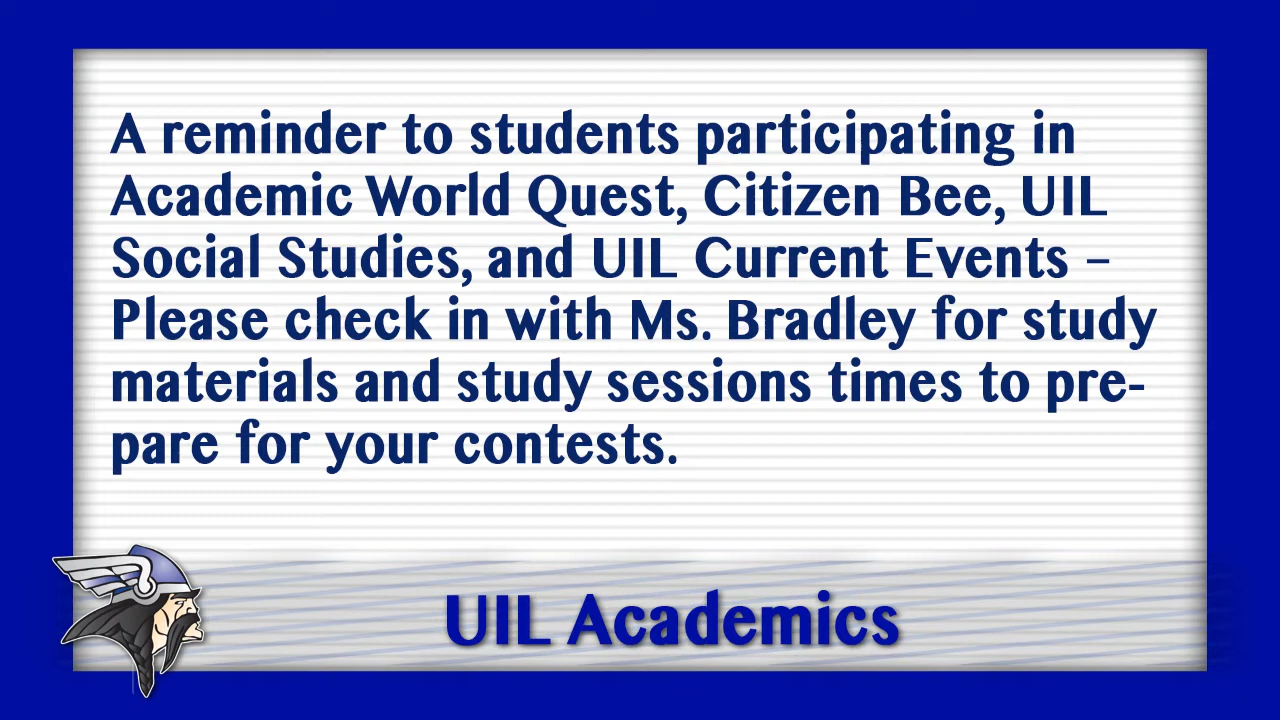 A reminder to students participating in
Academic World Quest, Citizen Bee, UIL
Social Studies, and UIL Current Events –
Please check in with Ms. Bradley for study
materials and study sessions times to pre-
pare for your contests.
UIL Academics